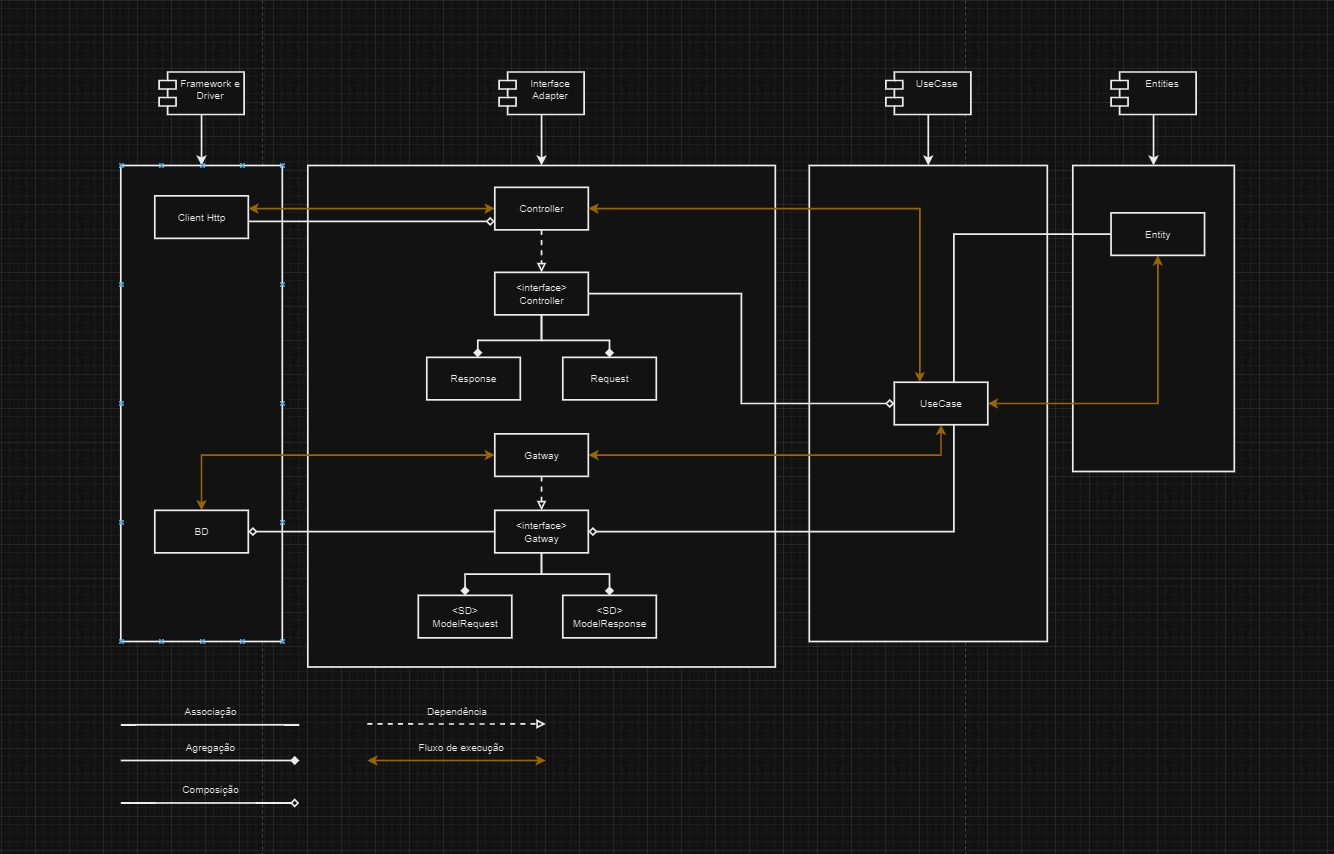 Framework e
Driver
Interface
Adapter
UseCase
Entities
Client Http
Controller
Entity
<interface>
Controller
Response
Request
UseCase
Gatway
BD
<interface>
Gatway
<SD>
ModelRequest
<SD>
ModelResponse
Associação
Dependência
Agregação
Fluxo de execução
Composição